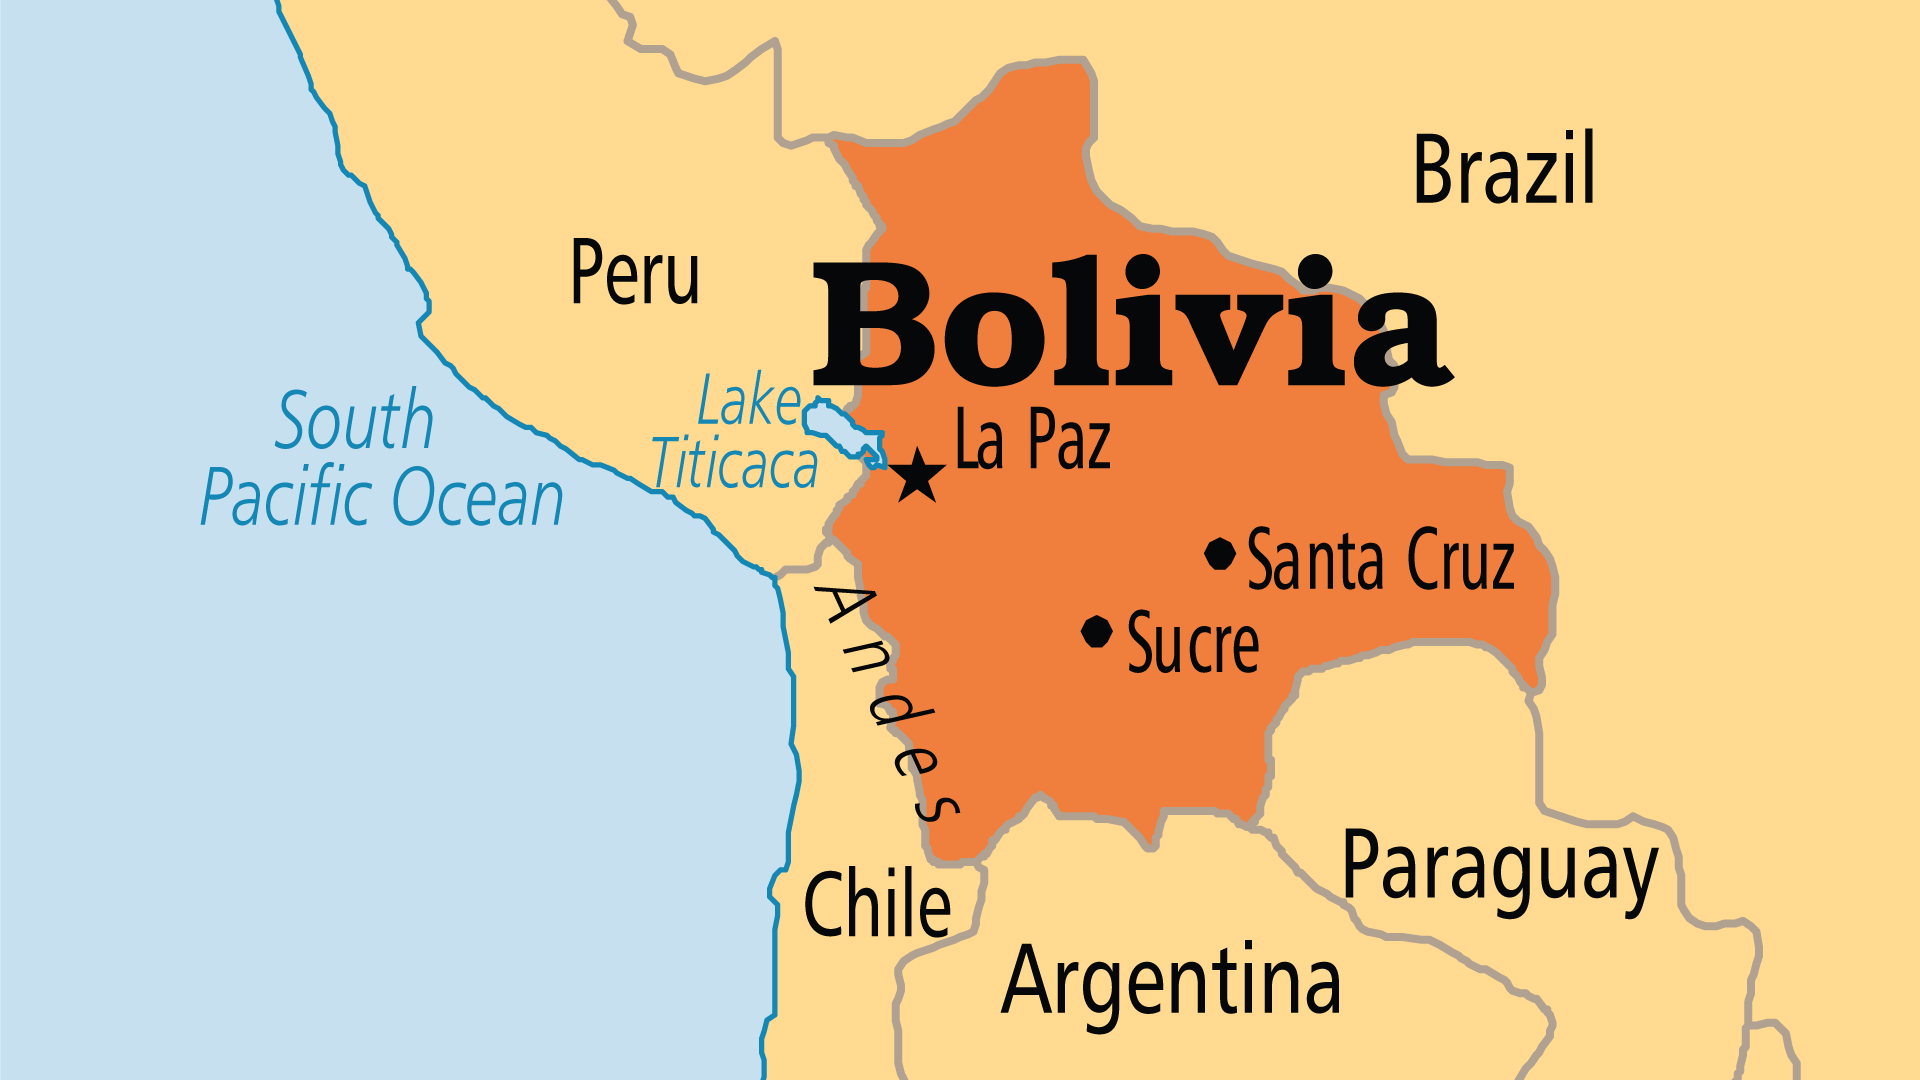 Brazil
Peru
Bolivia
Lake
Titicaca
La Paz
South
Pacific Ocean
Santa Cruz
Sucre
Andes
Paraguay
Chile
Argentina